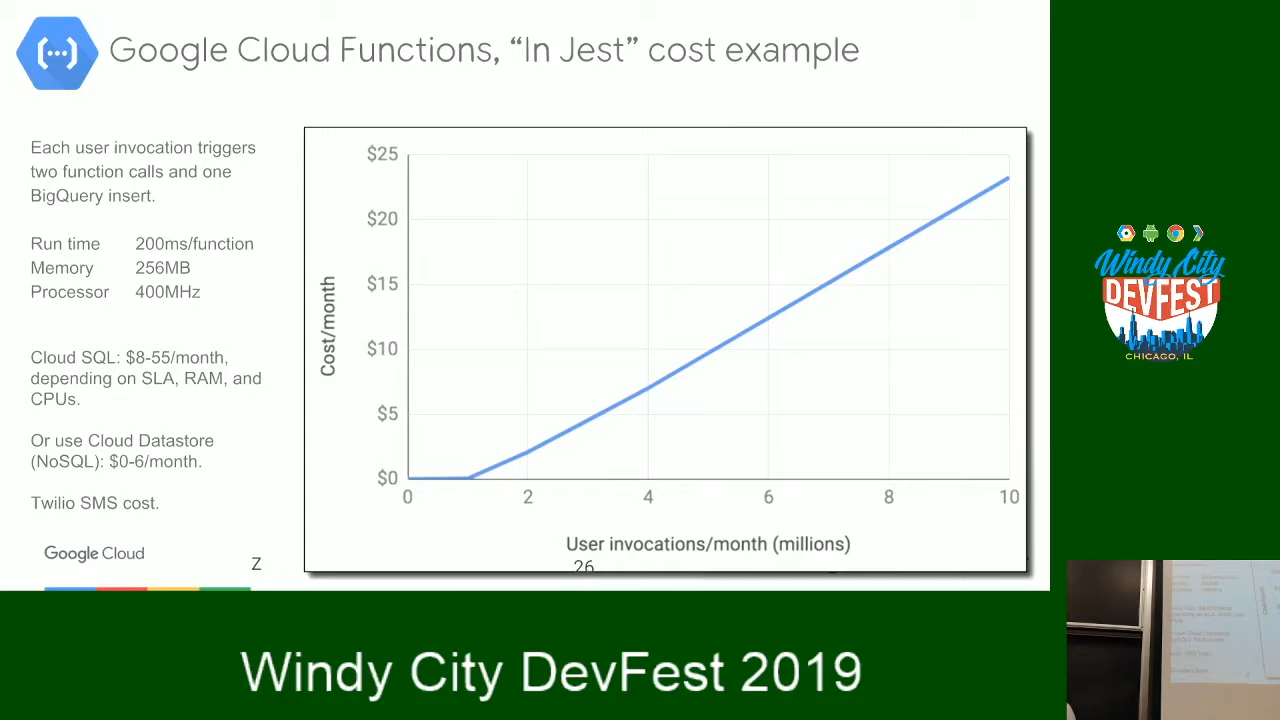 Google Cloud Functions, “In Jest” cost example
Each user invocation triggers
two function calls and one
BigQuery insert.
Run time 200ms/function
Memory 256MB
Processor 400MHz
Cloud SQL: $8-55/month,
depending on SLA, RAM, and
CPUs.
Or use Cloud Datastore
(NoSQL): $0-6/month.
Twilio SMS cost.
Google Cloud
Z
Cost/month
$25
$20
$15
$10
$5
$0
0 2 4 6 8 10
User invocations/month (millions)
26
Windy City
DEVFEST
CHICAGO, IL
Windy City DevFest 2019